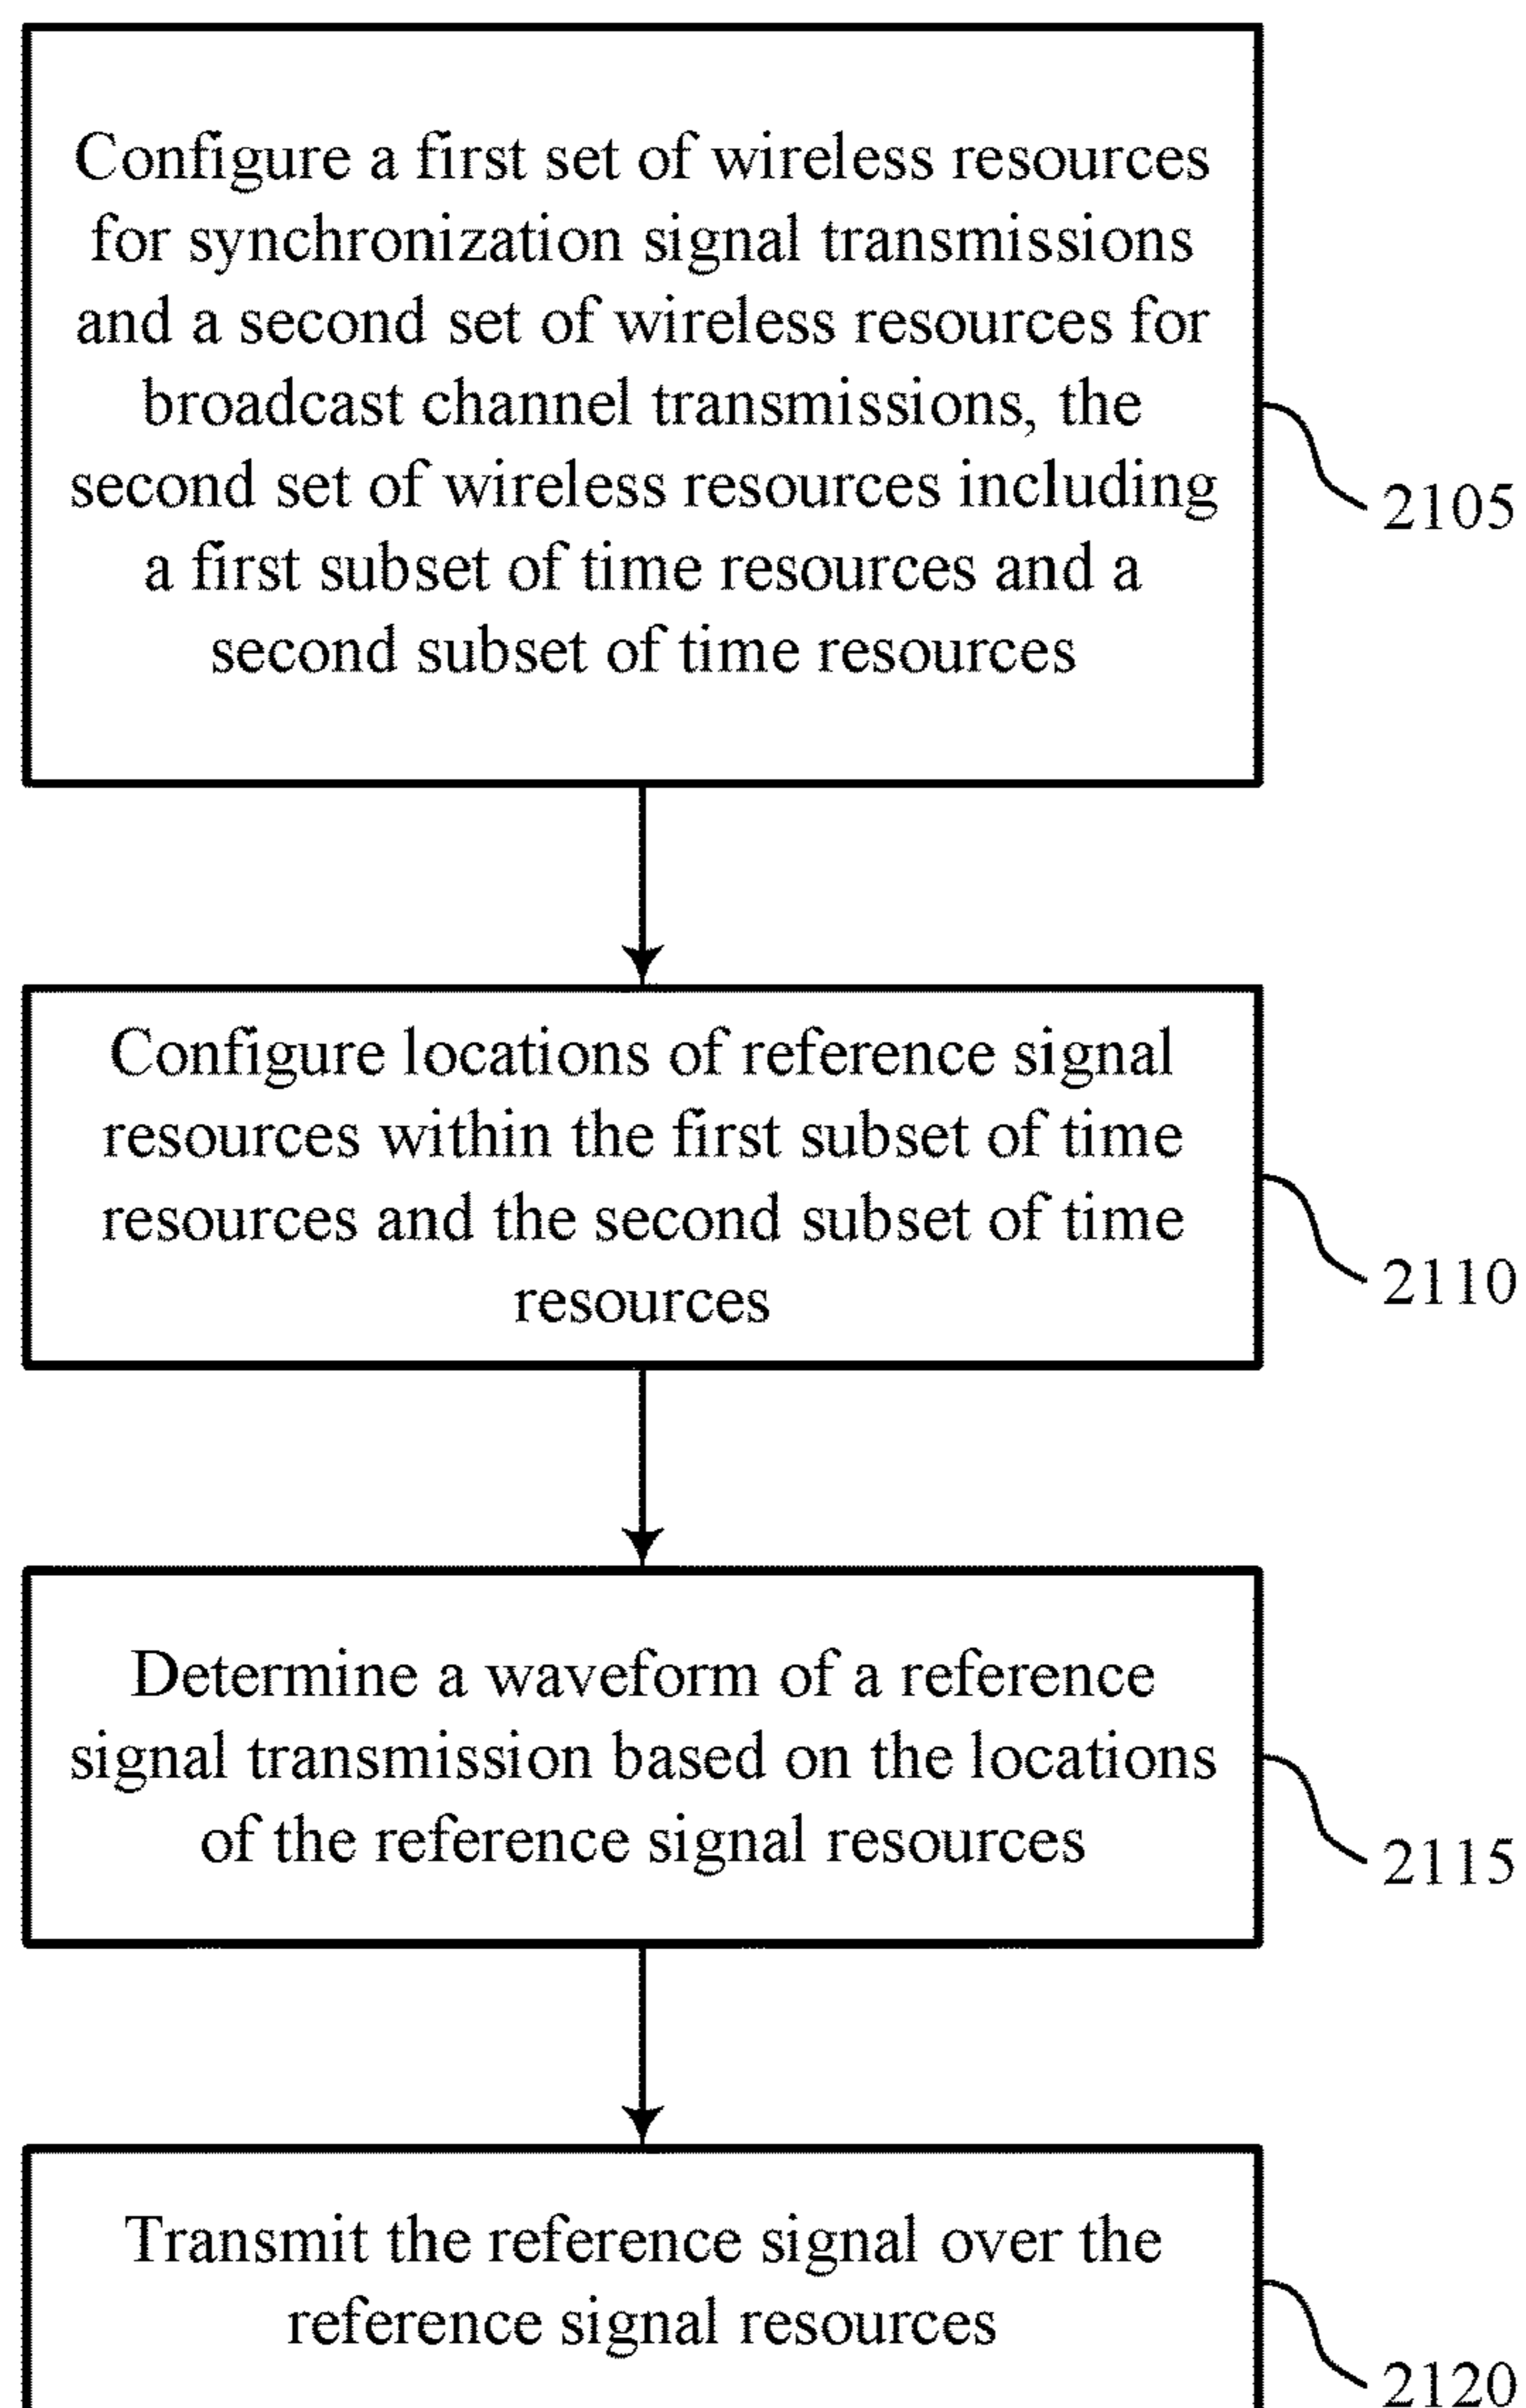 Configure a first set of wireless resources
for synchronization signal transmissions
and a second set of wireless resources for
broadcast channel transmissions, the
second set of wireless resources including
a first subset of time resources and a
second subset of time resources
2105
Configure locations of reference signal
resources within the first subset of time
resources and the second subset of time
resources
2110
Determine a waveform of a reference
signal transmission based on the locations
of the reference signal resources
2115
Transmit the reference signal over the
reference signal resources
2120